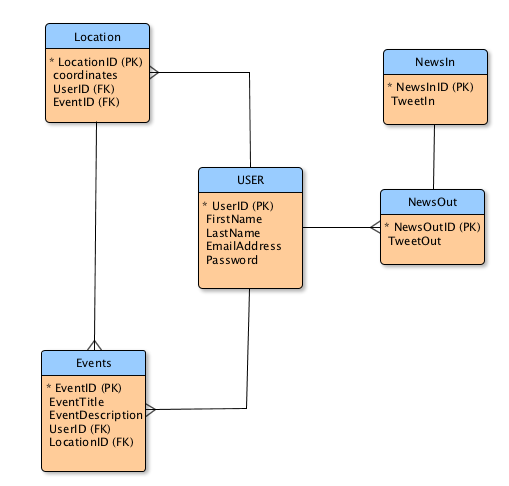 Location
* LocationID (PK)
coordinates
UserID (FK)
EventID (FK)
NewsIn
* NewsInID (PK)
TweetIn
USER
* UserID (PK)
FirstName
LastName
EmailAddress
Password
NewsOut
* NewsOutID (PK)
TweetOut
Events
* EventID (PK)
EventTitle
EventDescription
UserID (FK)
LocationID (FK)